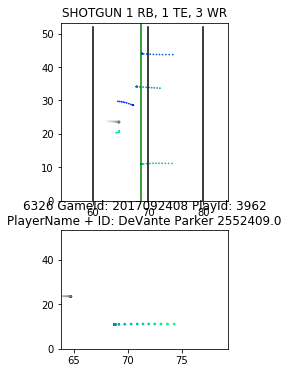 SHOTGUN 1 RB, 1 TE, 3 WR
50
40
30
20
10
0
60 70 80
6326 GameId: 2017092408 PlayId: 3962
PlayerName + ID: DeVante Parker 2552409.0
40
20
0
65 70 75